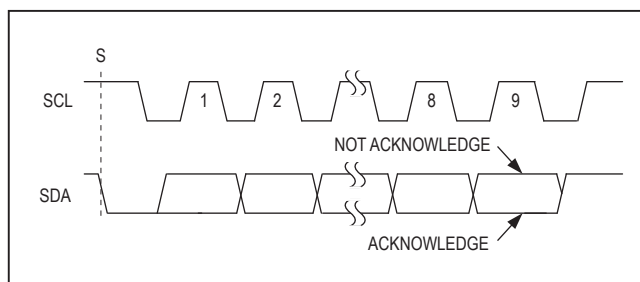 S
SCL
1 2 8 9
NOT ACKNOWLEDGE
SDA
ACKNOWLEDGE